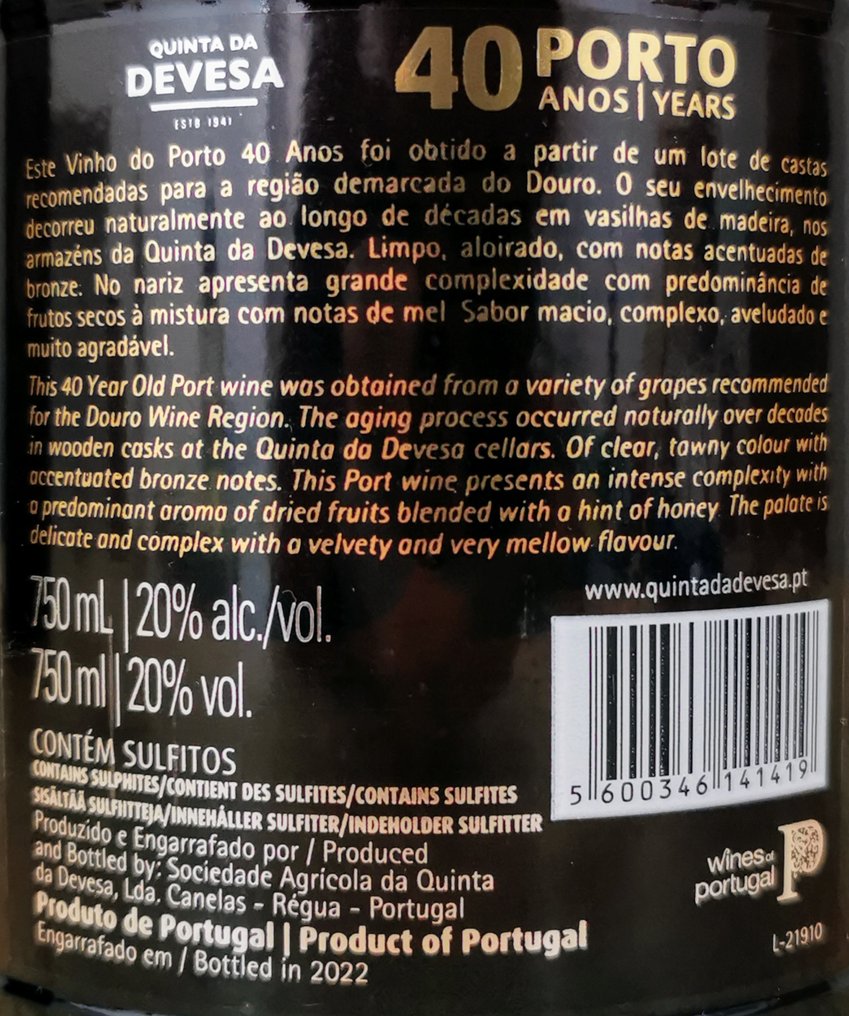 QUINTA DA
DEVESA
ESTB 1941
40 PORTO
ANOS | YEARS
Este Vinho do Porto 40 Anos foi obtido a partir de um lote de castas
recomendadas para a região demarcada do Douro. O seu envelhecimento
decorreu naturalmente ao longo de décadas em vasilhas de madeira, nos
armazéns da Quinta da Devesa. Limpo, aloirado, com notas acentuadas de
bronze. No nariz apresenta grande complexidade com predominância de
frutos secos à mistura com notas de mel Sabor macio, complexo, aveludado e
muito agradável.
This 40 Year Old Port wine was obtained from a variety of grapes recommended
for the Douro Wine Region. The aging process occurred naturally over decades
in wooden casks at the Quinta da Devesa cellars. Of clear, tawny colour with
accentuated bronze notes. This Port wine presents an intense complexity with
a predominant aroma of dried fruits blended with a hint of honey The palate is
delicate and complex with a velvety and very mellow flavour.
750 mL | 20% alc./vol.
750 ml | 20% vol.
www.quintadadevesa.pt
5 600346 141419
CONTÉM SULFITOS
CONTAINS SULPHITES/CONTIENT DES SULFITES/CONTAINS SULFITES
SISÄLTÄÄ SULFIITTEJA/INNEHÅLLER SULFITER/INDEHOLDER SULFITTER
Produzido e Engarrafado por / Produced
and Bottled by: Sociedade Agrícola da Quinta
da Devesa, Lda. Canelas - Régua - Portugal
Produto de Portugal | Product of Portugal
Engarrafado em / Bottled in 2022
wines of
portugal P
L-21910